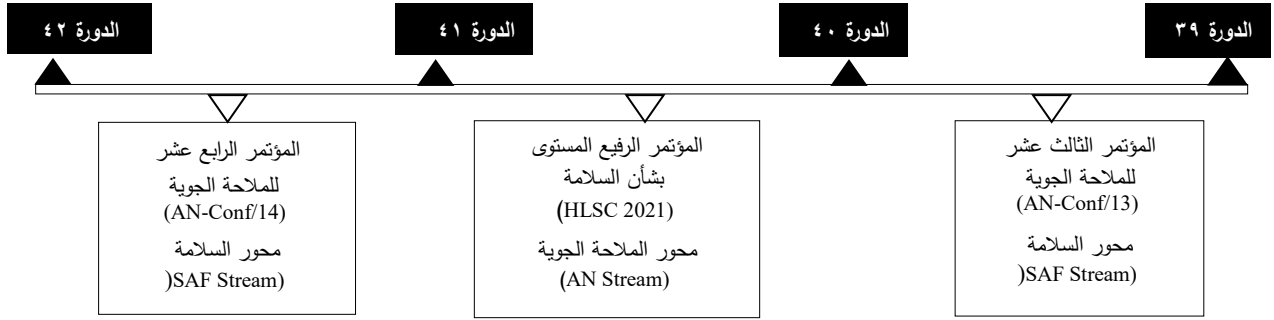 الدورة ٣٩
الدورة ٤٠
الدورة ٤١
الدورة ٤٢
المؤتمر الثالث عشر
للملاحة الجوية
(AN-Conf/13)
محور السلامة
)SAF Stream)
المؤتمر الرفيع المستوى
بشأن السلامة
(HLSC 2021)
محور الملاحة الجوية
(AN Stream)
المؤتمر الرابع عشر
للملاحة الجوية
(AN-Conf/14)
محور السلامة
)SAF Stream)